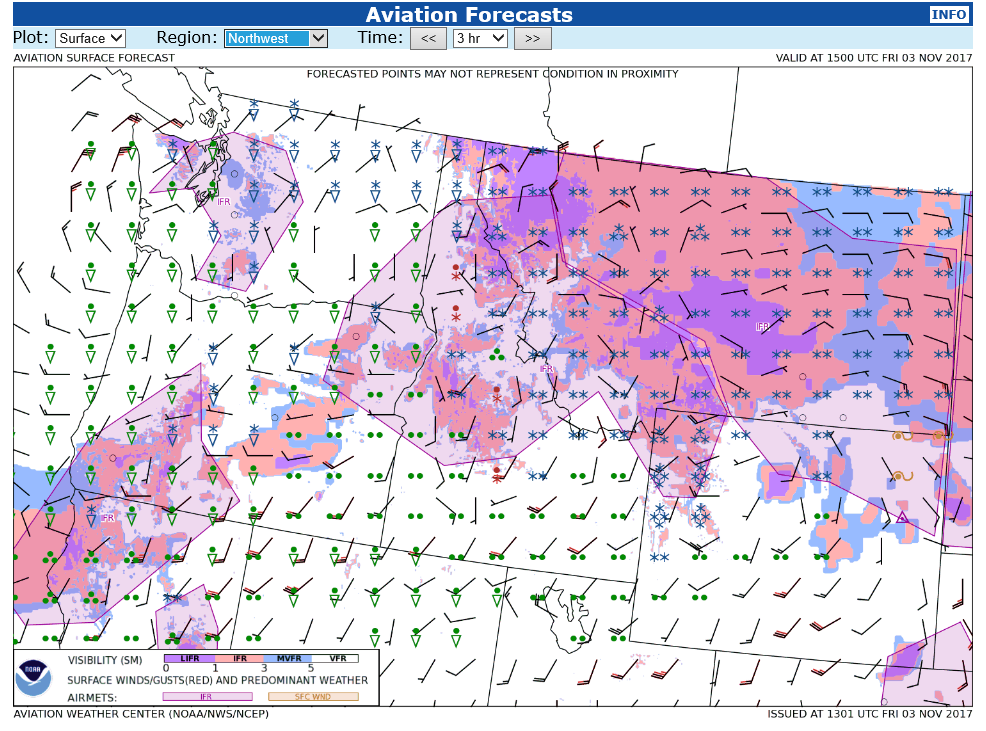 Aviation Forecasts
INFO
Plot: Surface Region: Northwest Time: << 3 hr >>
AVIATION SURFACE FORECAST VALID AT 1500 UTC FRI 03 NOV 2017
FORECASTED POINTS MAY NOT REPRESENT CONDITION IN PROXIMITY
IFR
IFR
IFR
IFR
VISIBILITY (SM) LIFR IFR MVFR VFR
0 1 3 5
NOAA
SURFACE WINDS/GUSTS(RED) AND PREDOMINANT WEATHER
AIRMETS: IFR SFC WND
AVIATION WEATHER CENTER (NOAA/NWS/NCEP) ISSUED AT 1301 UTC FRI 03 NOV 2017